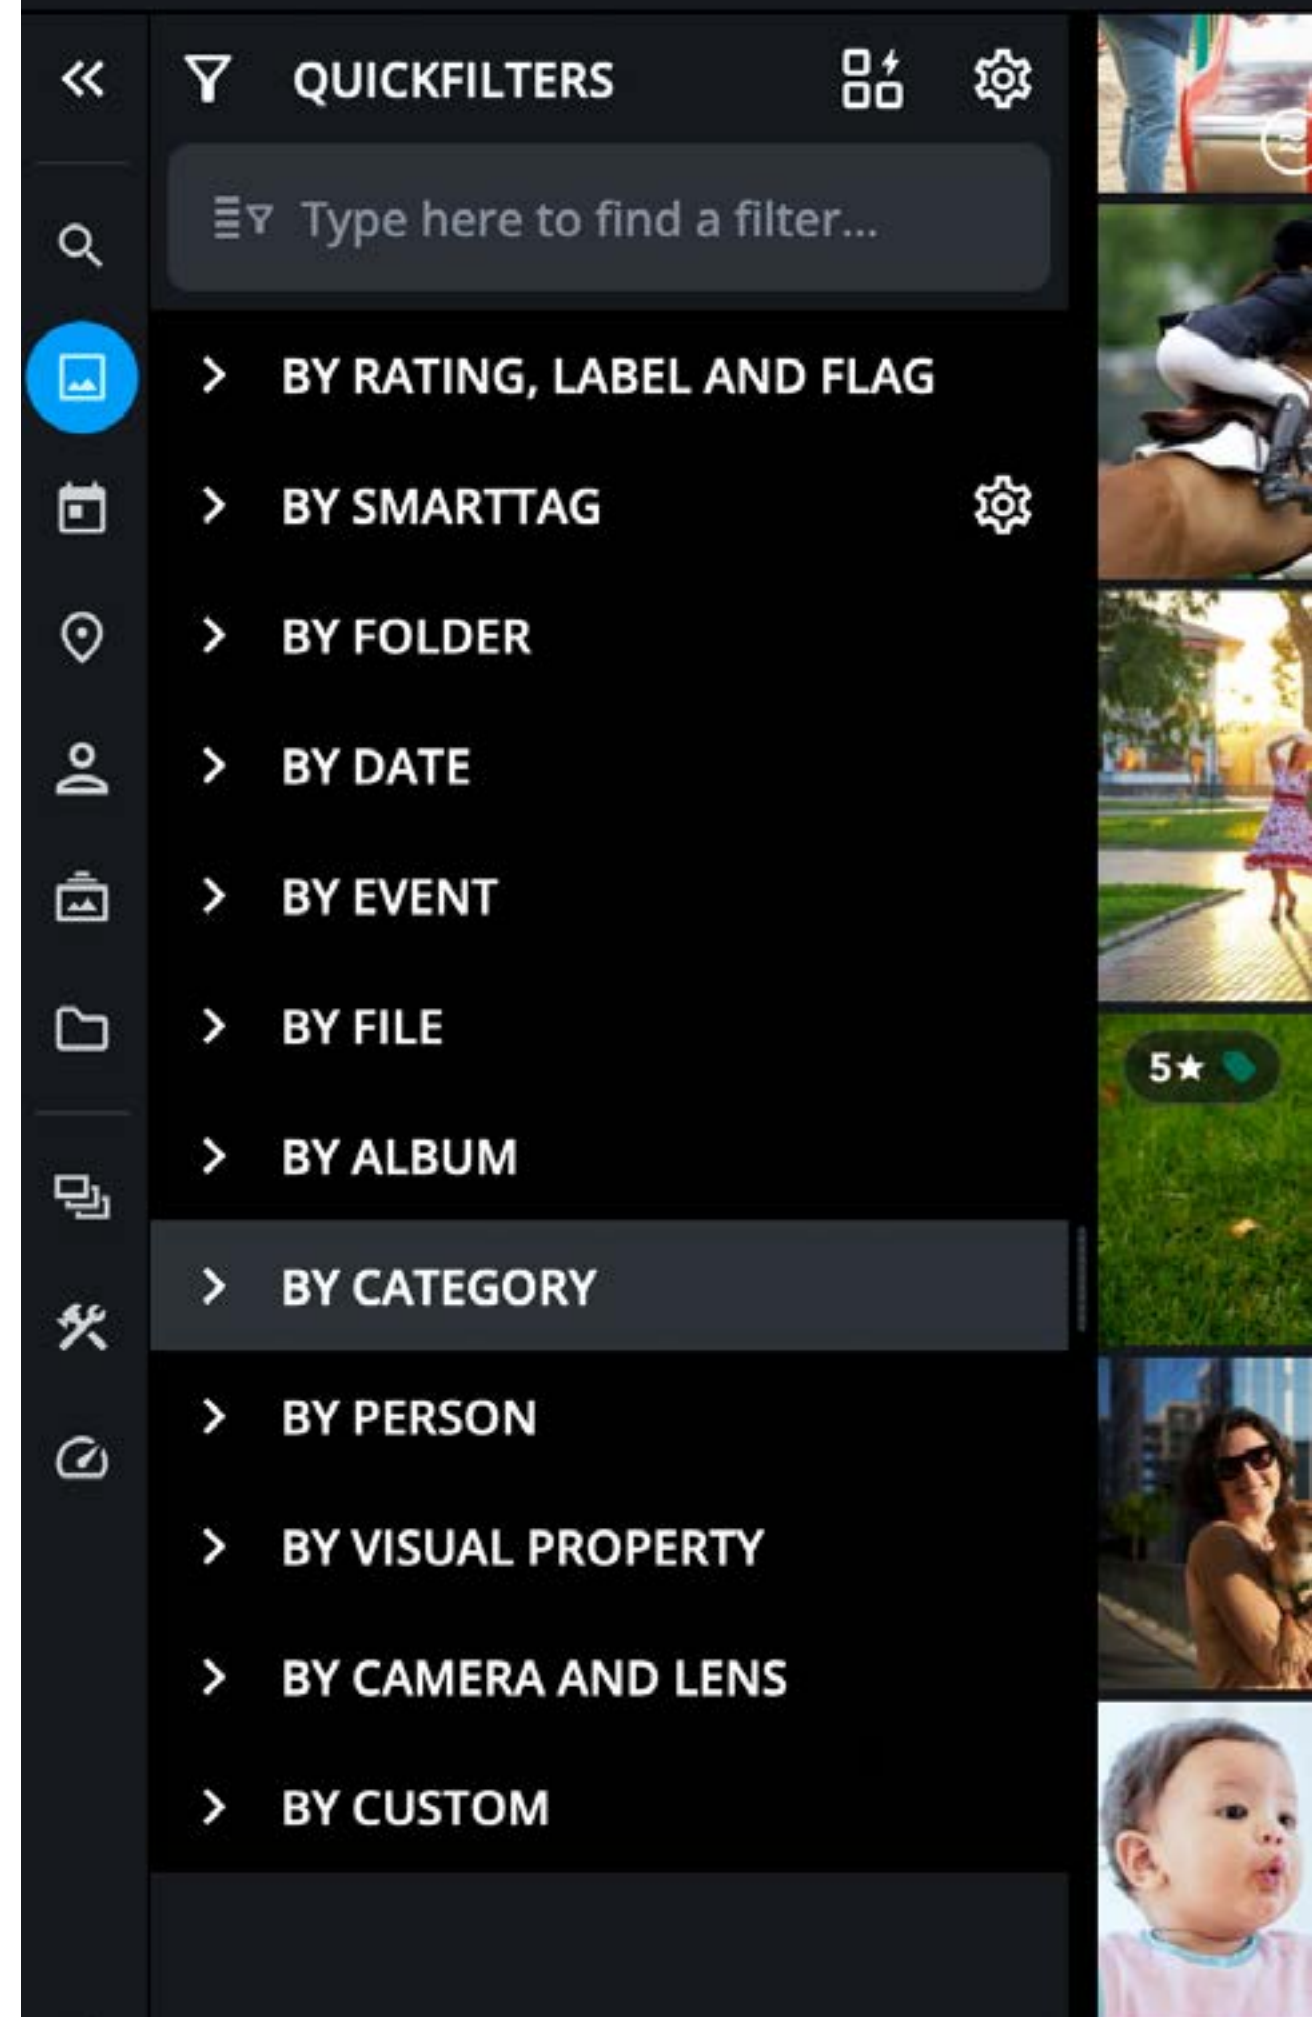 QUICKFILTERS
Type here to find a filter...
BY RATING, LABEL AND FLAG
BY SMARTTAG
BY FOLDER
BY DATE
BY EVENT
BY FILE
BY ALBUM
5★
BY CATEGORY
BY PERSON
BY VISUAL PROPERTY
BY CAMERA AND LENS
BY CUSTOM